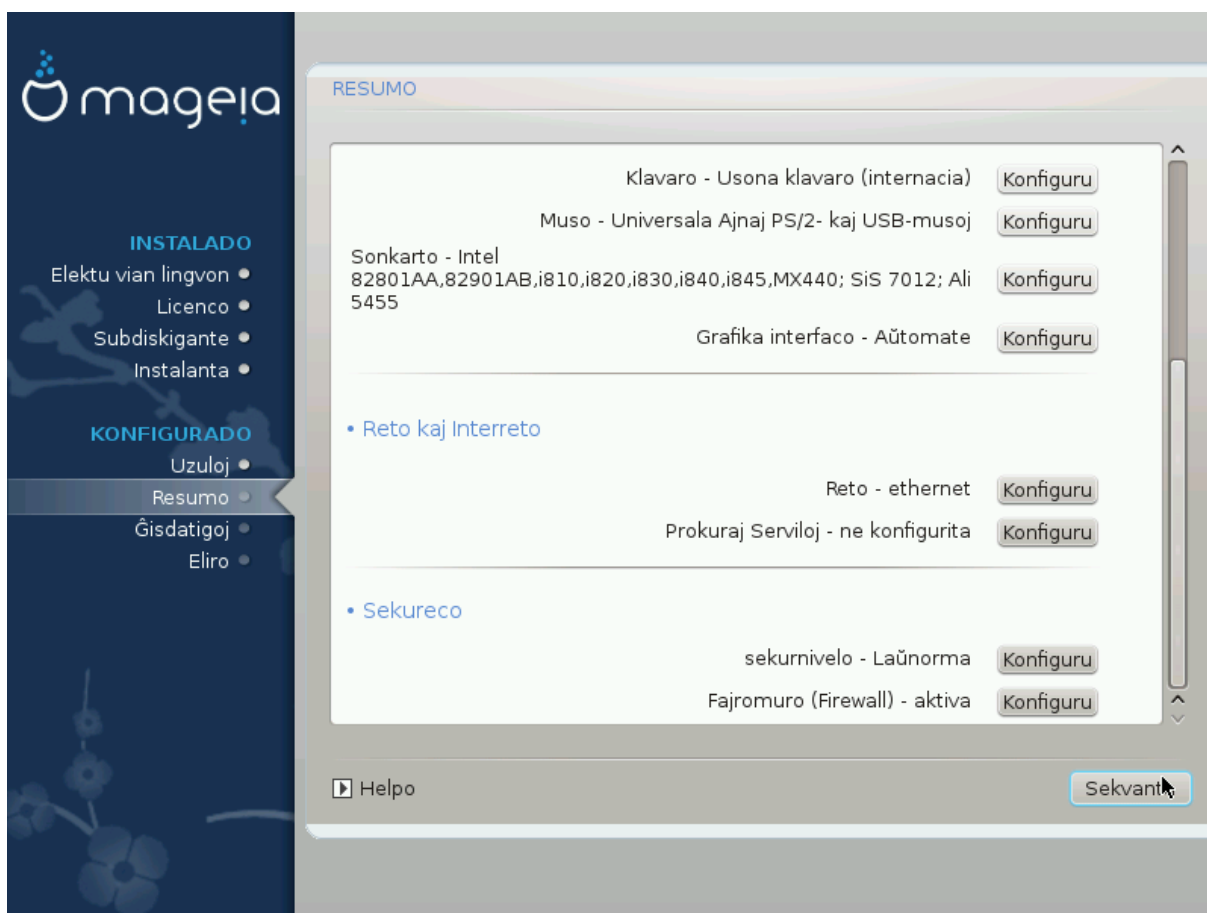 mageia
INSTALADO
Elektu vian lingvon
Licenco
Subdiskigante
Instalanta
KONFIGURADO
Uzuloj
Resumo
Ĝisdatigoj
Eliro
RESUMO
Klavaro - Usona klavaro (internacia) Konfiguru
Muso - Universala Ajnaj PS/2- kaj USB-musoj Konfiguru
Sonkarto - Intel
82801AA,82901AB,i810,i820,i830,i840,i845,MX440; SiS 7012; Ali Konfiguru
5455
Grafika interfaco - Aŭtomate Konfiguru
• Reto kaj Interreto
Reto - ethernet Konfiguru
Prokuraj Serviloj - ne konfigurita Konfiguru
• Sekureco
sekurnivelo - Laŭnorma Konfiguru
Fajromuro (Firewall) - aktiva Konfiguru
Helpo